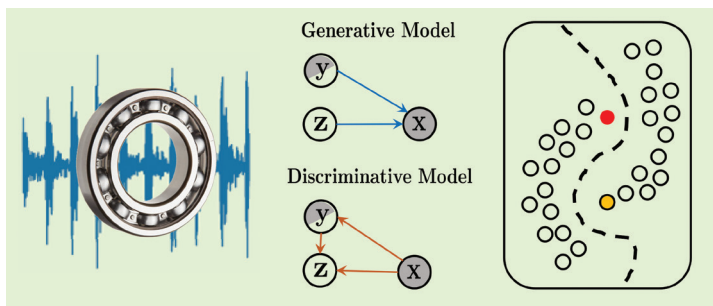 Generative Model
y
z
x
Discriminative Model
y
z
x